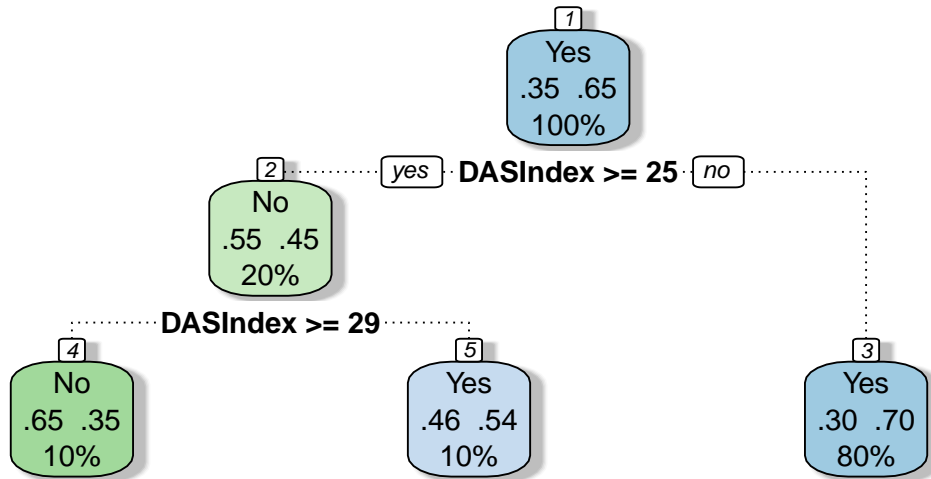 1
Yes
.35 .65
100%
yes DASIndex >= 25 no
2
No
.55 .45
20%
DASIndex >= 29
4
No
.65 .35
10%
5
Yes
.46 .54
10%
3
Yes
.30 .70
80%